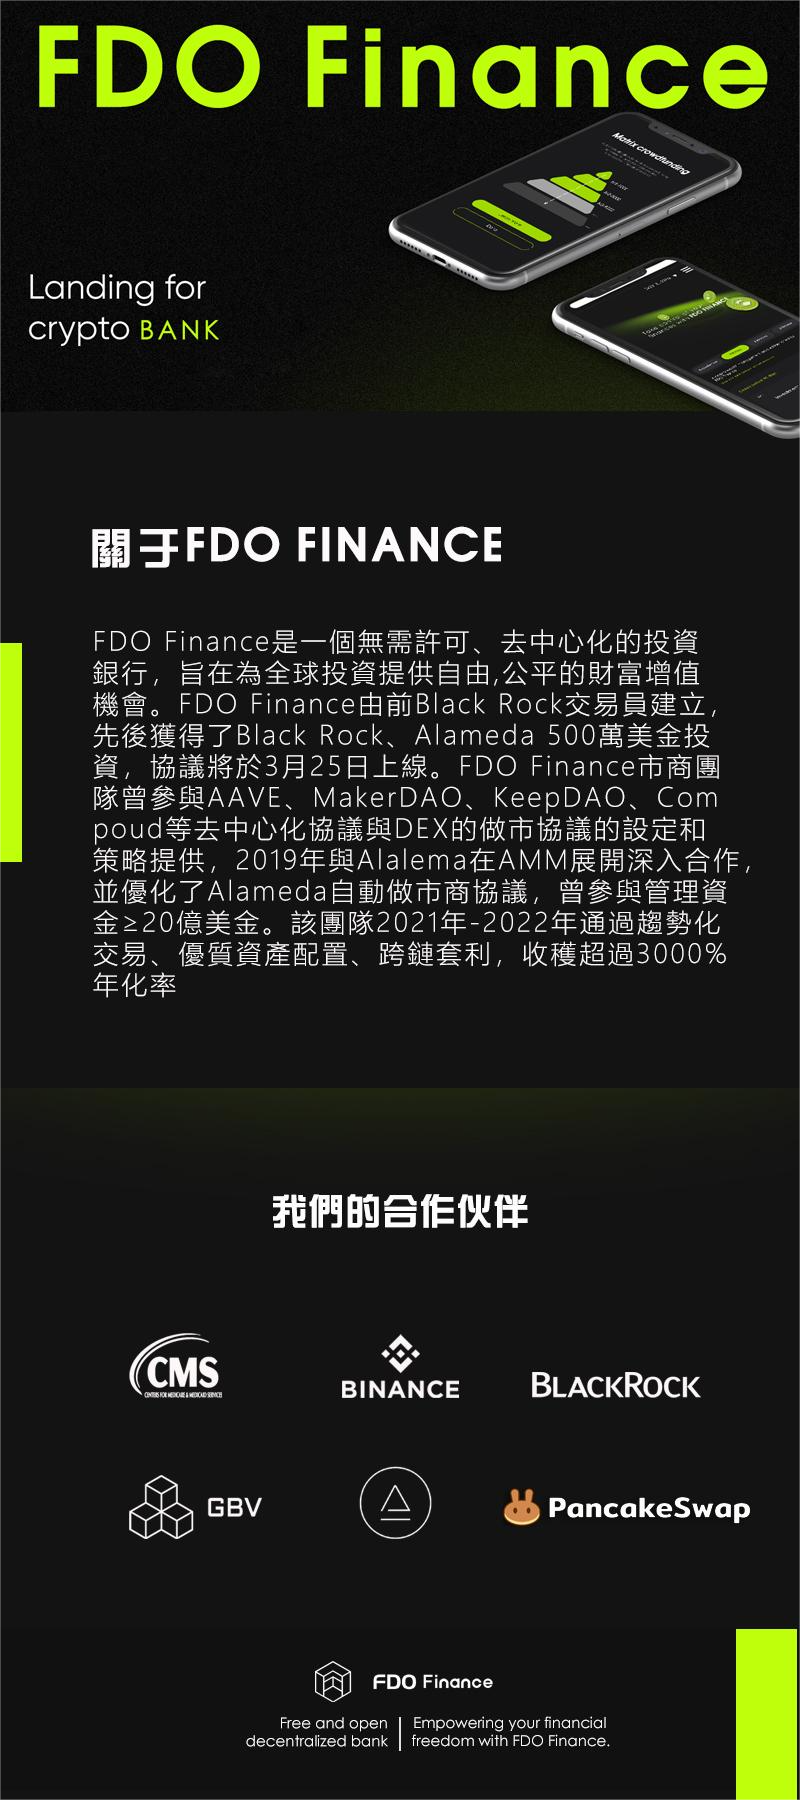 FDO Finance
Matrix crowdfunding
Landing for
crypto BANK
關于FDO FINANCE
FDO Finance是一個無需許可、去中心化的投資
銀行，旨在為全球投資提供自由,公平的財富增值
機會。FDO Finance由前Black Rock交易員建立，
先後獲得了Black Rock、Alameda 500萬美金投
資，協議將於3月25日上線。FDO Finance市商團
隊曾參與AAVE、MakerDAO、KeepDAO、Com
poud等去中心化協議與DEX的做市協議的設定和
策略提供，2019年與Alalema在AMM展開深入合作，
並優化了Alameda自動做市商協議，曾參與管理資
金≥20億美金。該團隊2021年-2022年通過趨勢化
交易、優質資產配置、跨鏈套利，收穫超過3000%
年化率
我們的合作伙伴
CMS
CENTERS FOR MEDICARE & MEDICAID SERVICES
BINANCE
BLACKROCK
GBV
PancakeSwap
FDO Finance
Free and open
decentralized bank
Empowering your financial
freedom with FDO Finance.